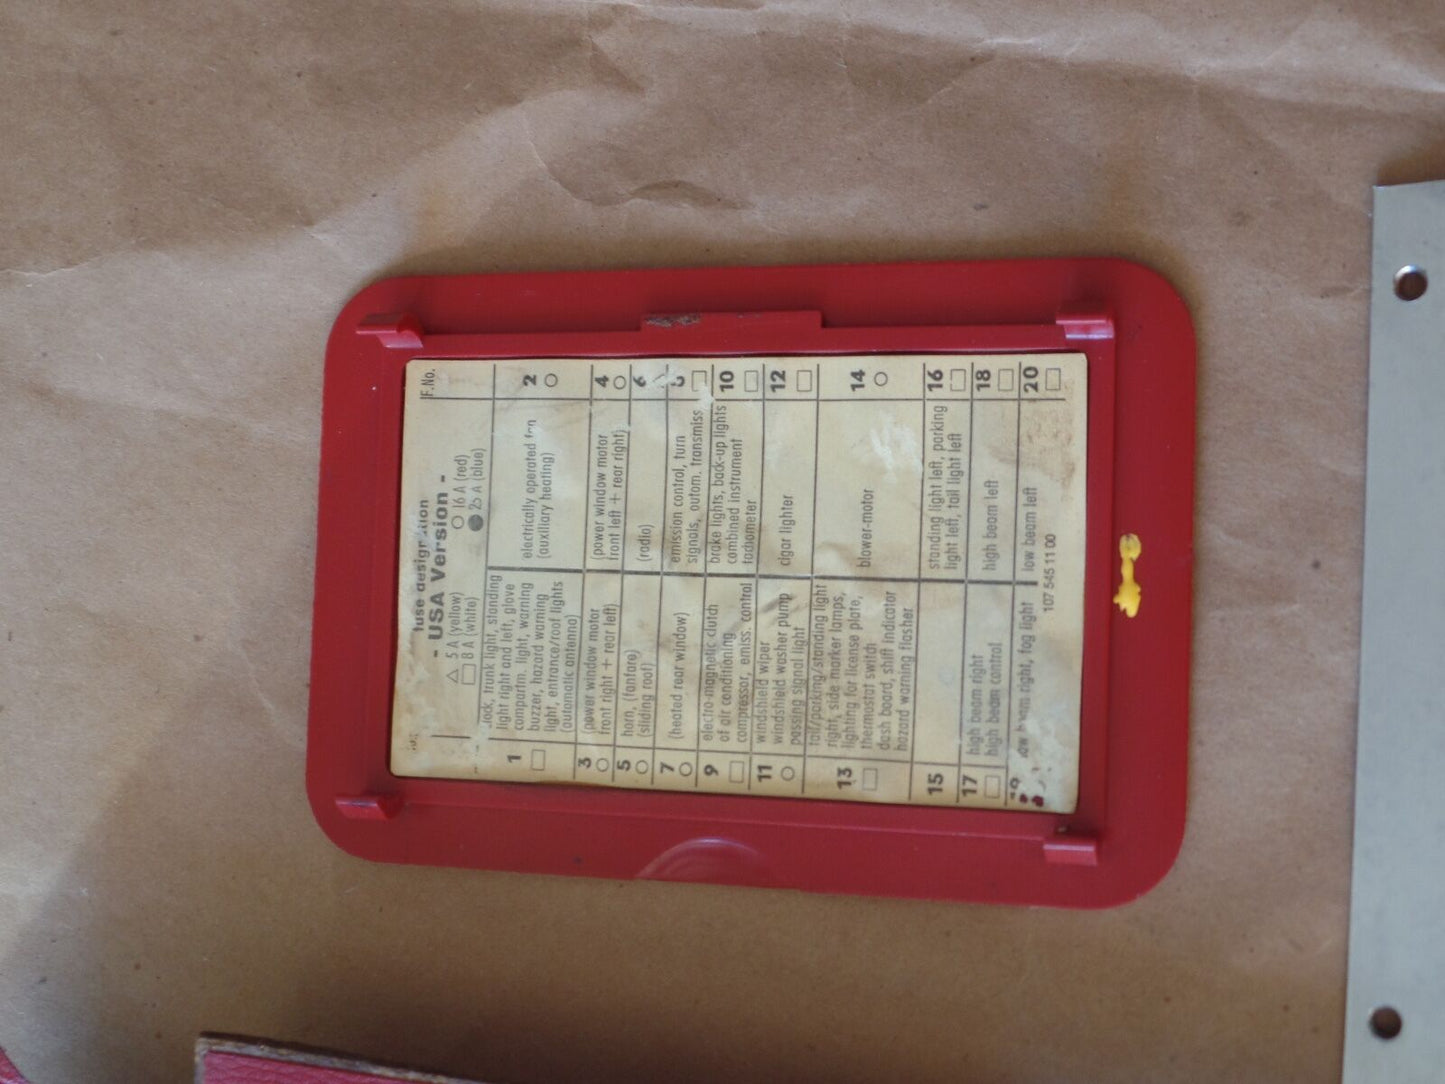 fuse designation
- USA Version -
△ 5 A (yellow) ○ 16 A (red)
□ 8 A (white) ● 25 A (blue)
F. No.
1 □
clock, trunk light, standing
light right and left, glove
compartm. light, warning
buzzer, hazard warning
light, entrance/roof lights
(automatic antenna)
electrically operated fan
(auxiliary heating)
2 ○
3 ○
(power window motor
front right + rear left)
(power window motor
front left + rear right)
4 ○
5 ○
horn, (fanfare)
(sliding roof)
(radio)
6
7 ○
(heated rear window)
emission control, turn
signals, autom. transmiss.
8 □
9 □
electro-magnetic clutch
of air conditioning
compressor, emiss. control
brake lights, back-up lights
combined instrument
tachometer
10 □
11 ○
windshield wiper
windshield washer pump
passing signal light
cigar lighter
12 □
13 □
tail/parking/standing light
right, side marker lamps,
lighting for license plate,
thermostat switch
dash board, shift indicator
hazard warning flasher
blower-motor
14 ○
15
standing light left, parking
light left, tail light left
16 □
17 □
high beam right
high beam control
high beam left
18 □
19
low beam right, fog light
low beam left
20 □
107 545 11 00